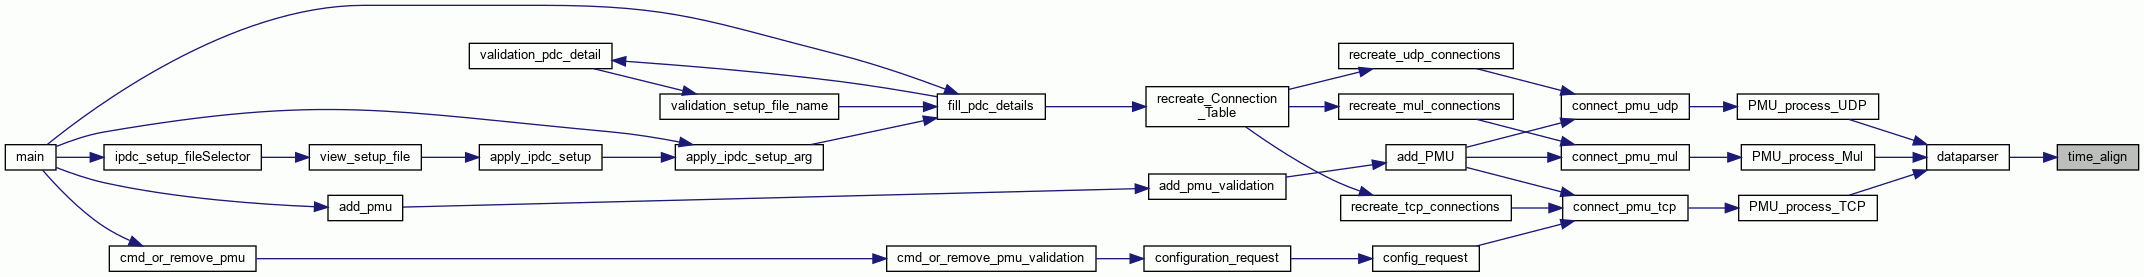 main
validation_pdc_detail
validation_setup_file_name
ipdc_setup_fileSelector
view_setup_file
apply_ipdc_setup
apply_ipdc_setup_arg
add_pmu
cmd_or_remove_pmu
fill_pdc_details
cmd_or_remove_pmu_validation
recreate_Connection
_Table
add_pmu_validation
configuration_request
recreate_udp_connections
recreate_mul_connections
add_PMU
recreate_tcp_connections
config_request
connect_pmu_udp
connect_pmu_mul
connect_pmu_tcp
PMU_process_UDP
PMU_process_Mul
PMU_process_TCP
dataparser
time_align